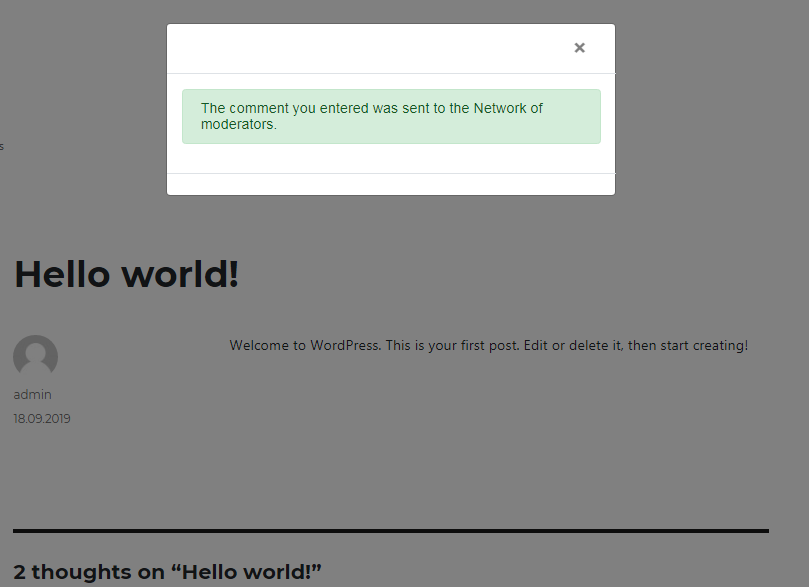 ×
The comment you entered was sent to the Network of
moderators.
s
Hello world!
Welcome to WordPress. This is your first post. Edit or delete it, then start creating!
admin
18.09.2019
2 thoughts on “Hello world!”